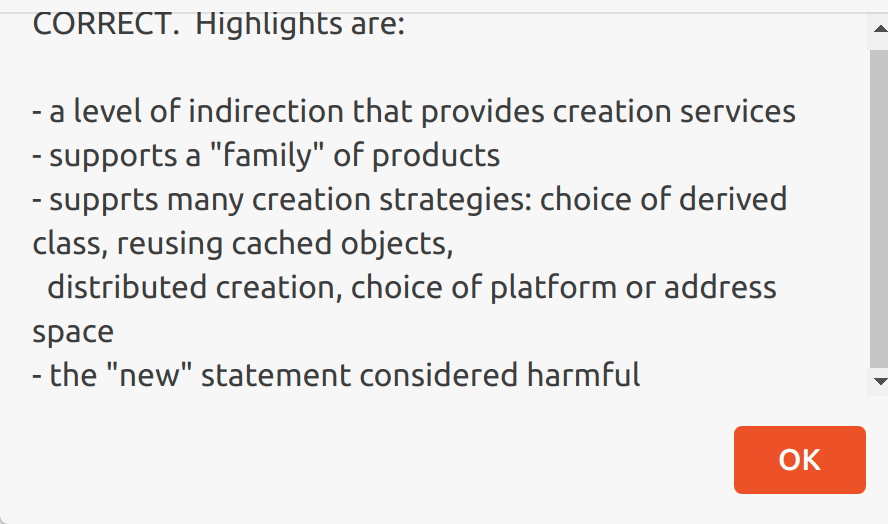 CORRECT.  Highlights are:
- a level of indirection that provides creation services
- supports a "family" of products
- supprts many creation strategies: choice of derived
class, reusing cached objects,
  distributed creation, choice of platform or address
space
- the "new" statement considered harmful
OK